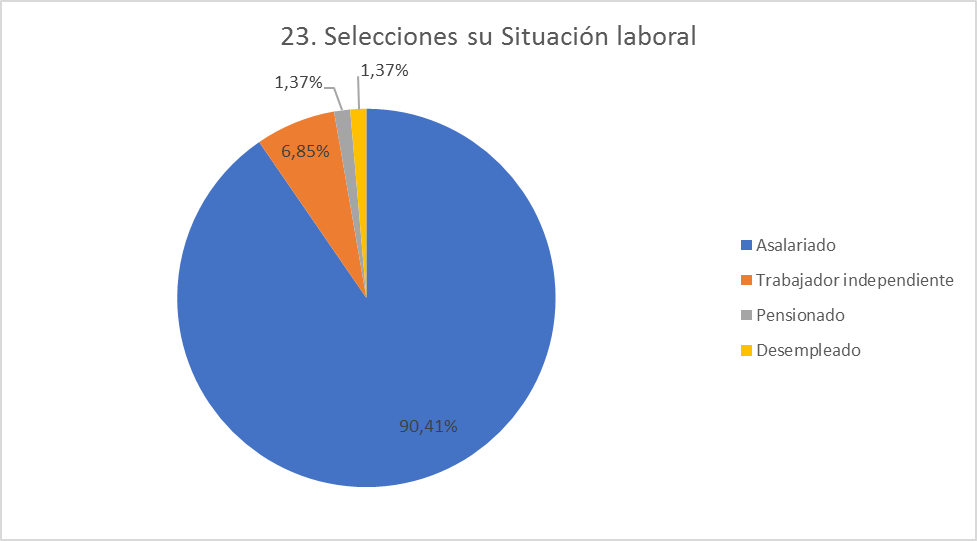 23. Selecciones su Situación laboral
1,37%
1,37%
6,85%
90,41%
Asalariado
Trabajador independiente
Pensionado
Desempleado